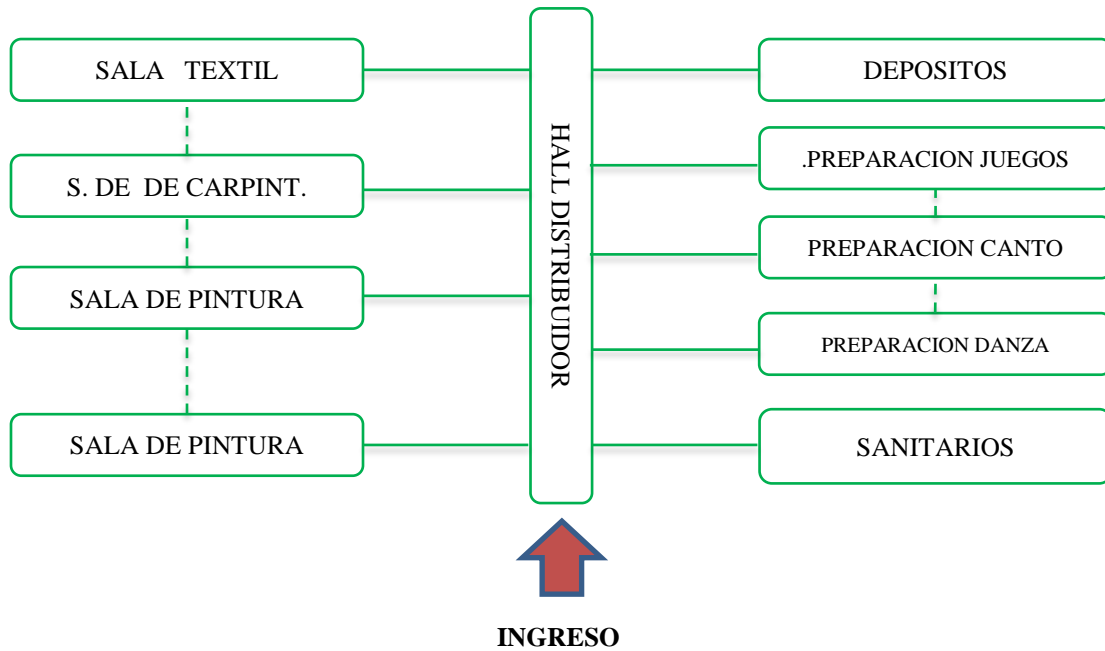 SALA TEXTIL
S. DE DE CARPINT.
SALA DE PINTURA
SALA DE PINTURA
HALL DISTRIBUIDOR
DEPOSITOS
.PREPARACION JUEGOS
PREPARACION CANTO
PREPARACION DANZA
SANITARIOS
INGRESO